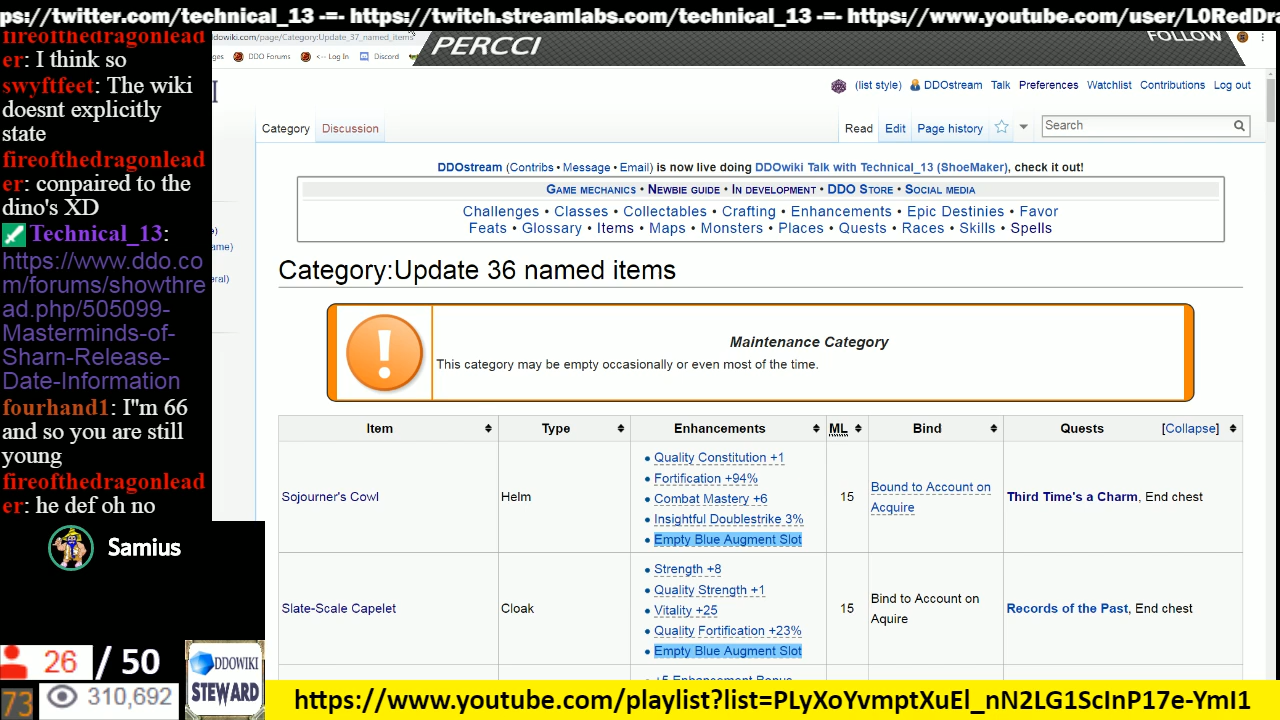 ps://twitter.com/technical_13 -=- https://twitch.streamlabs.com/technical_13 -=- https://www.youtube.com/user/L0RedDra
fireofthedragonlead
er: I think so
swyftfeet: The wiki
doesnt explicitly
state
fireofthedragonlead
er: conpaired to the
dino's XD
Technical_13:
https://www.ddo.co
m/forums/showthre
ad.php/505099-
Masterminds-of-
Sharn-Release-
Date-Information
fourhand1: I"m 66
and so you are still
young
fireofthedragonlead
er: he def oh no
Samius
26 / 50
73 310,692
DDOWIKI
STEWARD
ddowiki.com/page/Category:Update_37_named_items
PERCCI
FOLLOW
ges DDO Forums <-- Log In Discord
(list style) DDOstream Talk Preferences Watchlist Contributions Log out
Category Discussion Read Edit Page history Search
DDOstream (Contribs • Message • Email) is now live doing DDOwiki Talk with Technical_13 (ShoeMaker), check it out!
Game mechanics • Newbie guide • In development • DDO Store • Social media
Challenges • Classes • Collectables • Crafting • Enhancements • Epic Destinies • Favor
Feats • Glossary • Items • Maps • Monsters • Places • Quests • Races • Skills • Spells
Category:Update 36 named items
Maintenance Category
This category may be empty occasionally or even most of the time.
Item Type Enhancements ML Bind Quests [Collapse]
Sojourner's Cowl
Helm
• Quality Constitution +1
• Fortification +94%
• Combat Mastery +6
• Insightful Doublestrike 3%
• Empty Blue Augment Slot
15
Bound to Account on
Acquire
Third Time's a Charm, End chest
Slate-Scale Capelet
Cloak
• Strength +8
• Quality Strength +1
• Vitality +25
• Quality Fortification +23%
• Empty Blue Augment Slot
15
Bind to Account on
Aquire
Records of the Past, End chest
+5 Enhancement Bonus
https://www.youtube.com/playlist?list=PLyXoYvmptXuEl_nN2LG1ScInP17e-YmI1